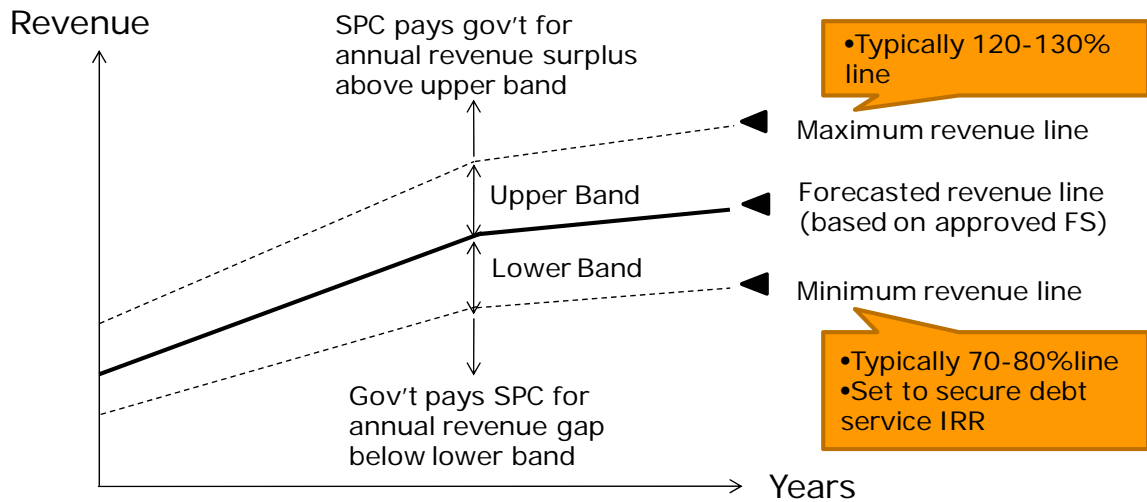 Revenue
SPC pays gov't for
annual revenue surplus
above upper band
•Typically 120-130%
line
Maximum revenue line
Upper Band
Forecasted revenue line
(based on approved FS)
Lower Band
Minimum revenue line
•Typically 70-80%line
•Set to secure debt
service IRR
Gov't pays SPC for
annual revenue gap
below lower band
Years